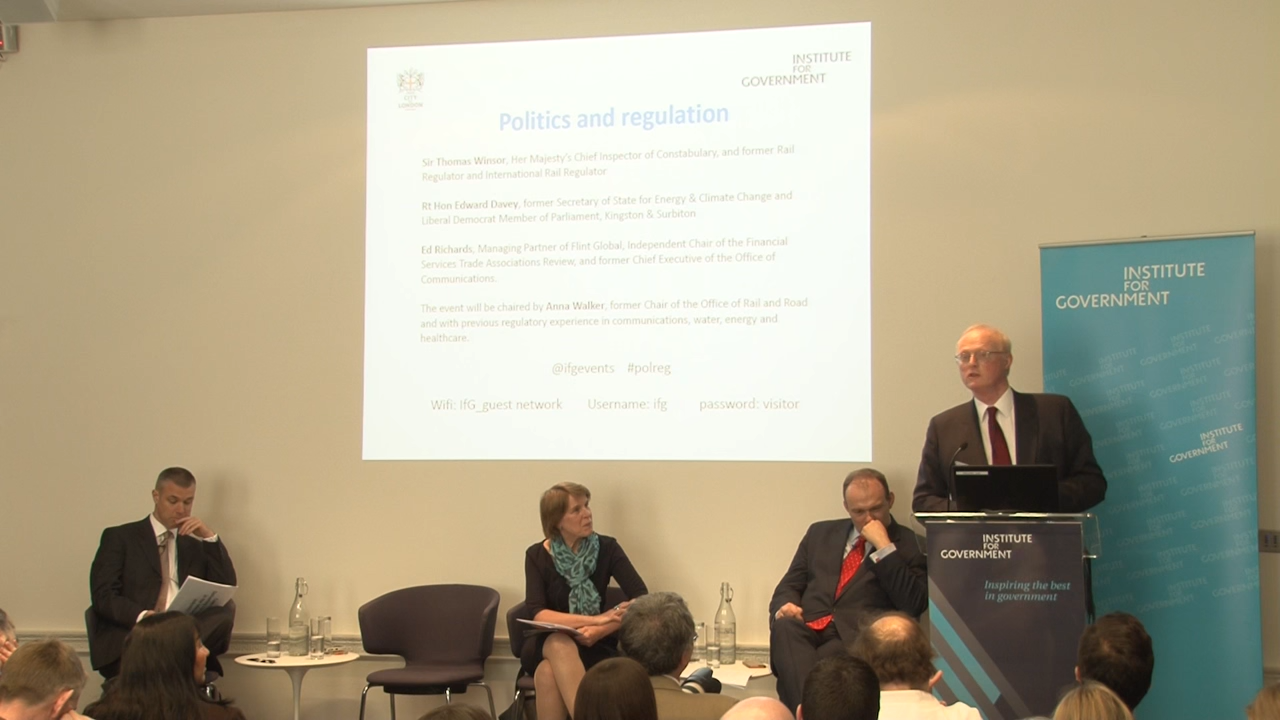 CITY
LONDON
INSTITUTE
FOR
GOVERNMENT
Politics and regulation
Sir Thomas Winsor, Her Majesty's Chief Inspector of Constabulary, and former Rail
Regulator and International Rail Regulator
Rt Hon Edward Davey, former Secretary of State for Energy & Climate Change and
Liberal Democrat Member of Parliament, Kingston & Surbiton
Ed Richards, Managing Partner of Flint Global, Independent Chair of the Financial
Services Trade Associations Review, and former Chief Executive of the Office of
Communications.
The event will be chaired by Anna Walker, former Chair of the Office of Rail and Road
and with previous regulatory experience in communications, water, energy and
healthcare.
@ifgevents #polreg
Wifi: IfG_guest network Username: ifg password: visitor
INSTITUTE
FOR
GOVERNMENT
INSTITUTE
FOR
GOVERNMENT
INSTITUTE
FOR
GOVERNMENT
Inspiring the best
in government